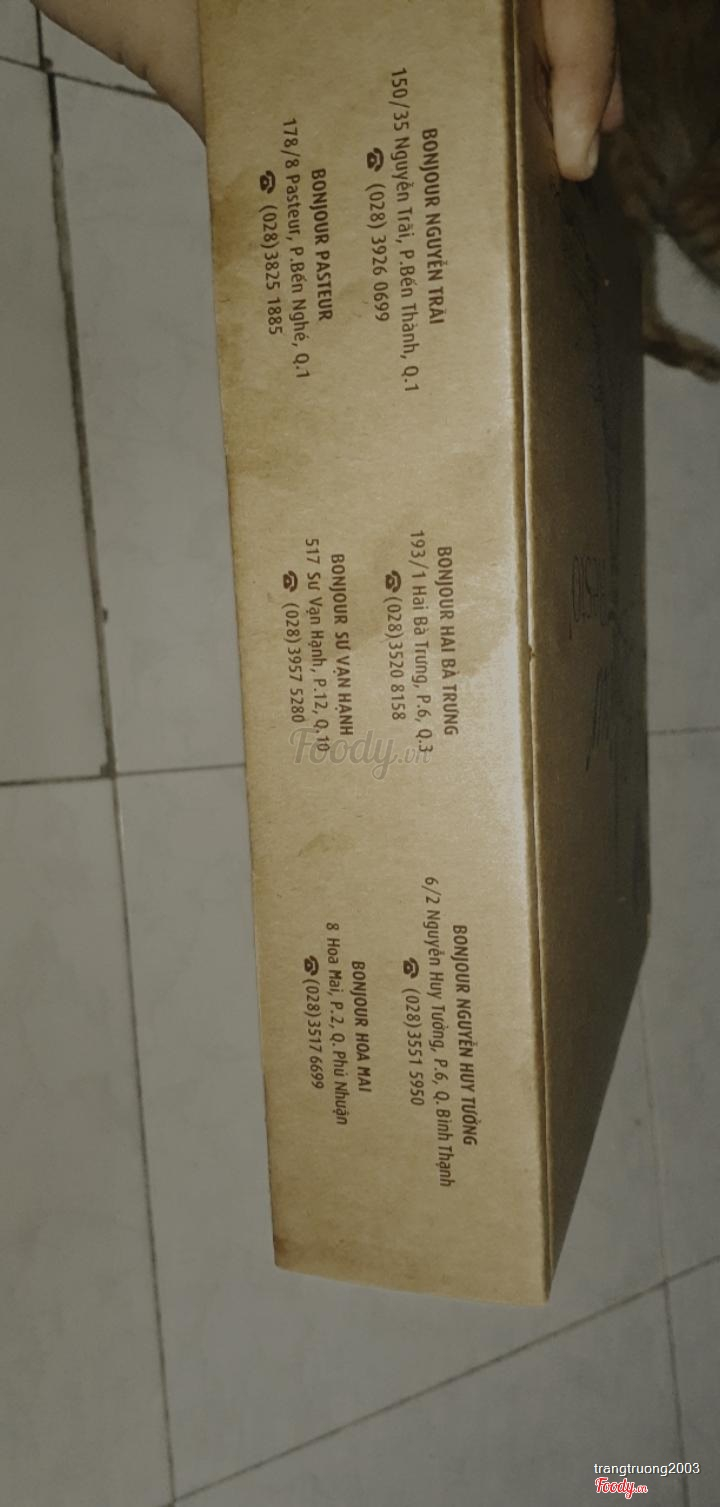 BONJOUR NGUYỄN TRÃI
150/35 Nguyễn Trãi, P.Bến Thành, Q.1
☎ (028) 3926 0699
BONJOUR HAI BÀ TRƯNG
193/1 Hai Bà Trưng, P.6, Q.3
☎ (028)3520 8158
BONJOUR NGUYỄN HUY TƯỞNG
6/2 Nguyễn Huy Tưởng, P.6, Q. Bình Thạnh
☎ (028)3551 5950
BONJOUR PASTEUR
178/8 Pasteur, P.Bến Nghé, Q.1
☎ (028)3825 1885
BONJOUR SƯ VẠN HẠNH
517 Sư Vạn Hạnh, P.12, Q.10
☎ (028) 3957 5280
BONJOUR HOA MAI
8 Hoa Mai, P.2, Q. Phú Nhuận
☎ (028)3517 6699
Foody.vn
trangtruong2003
Foody.vn